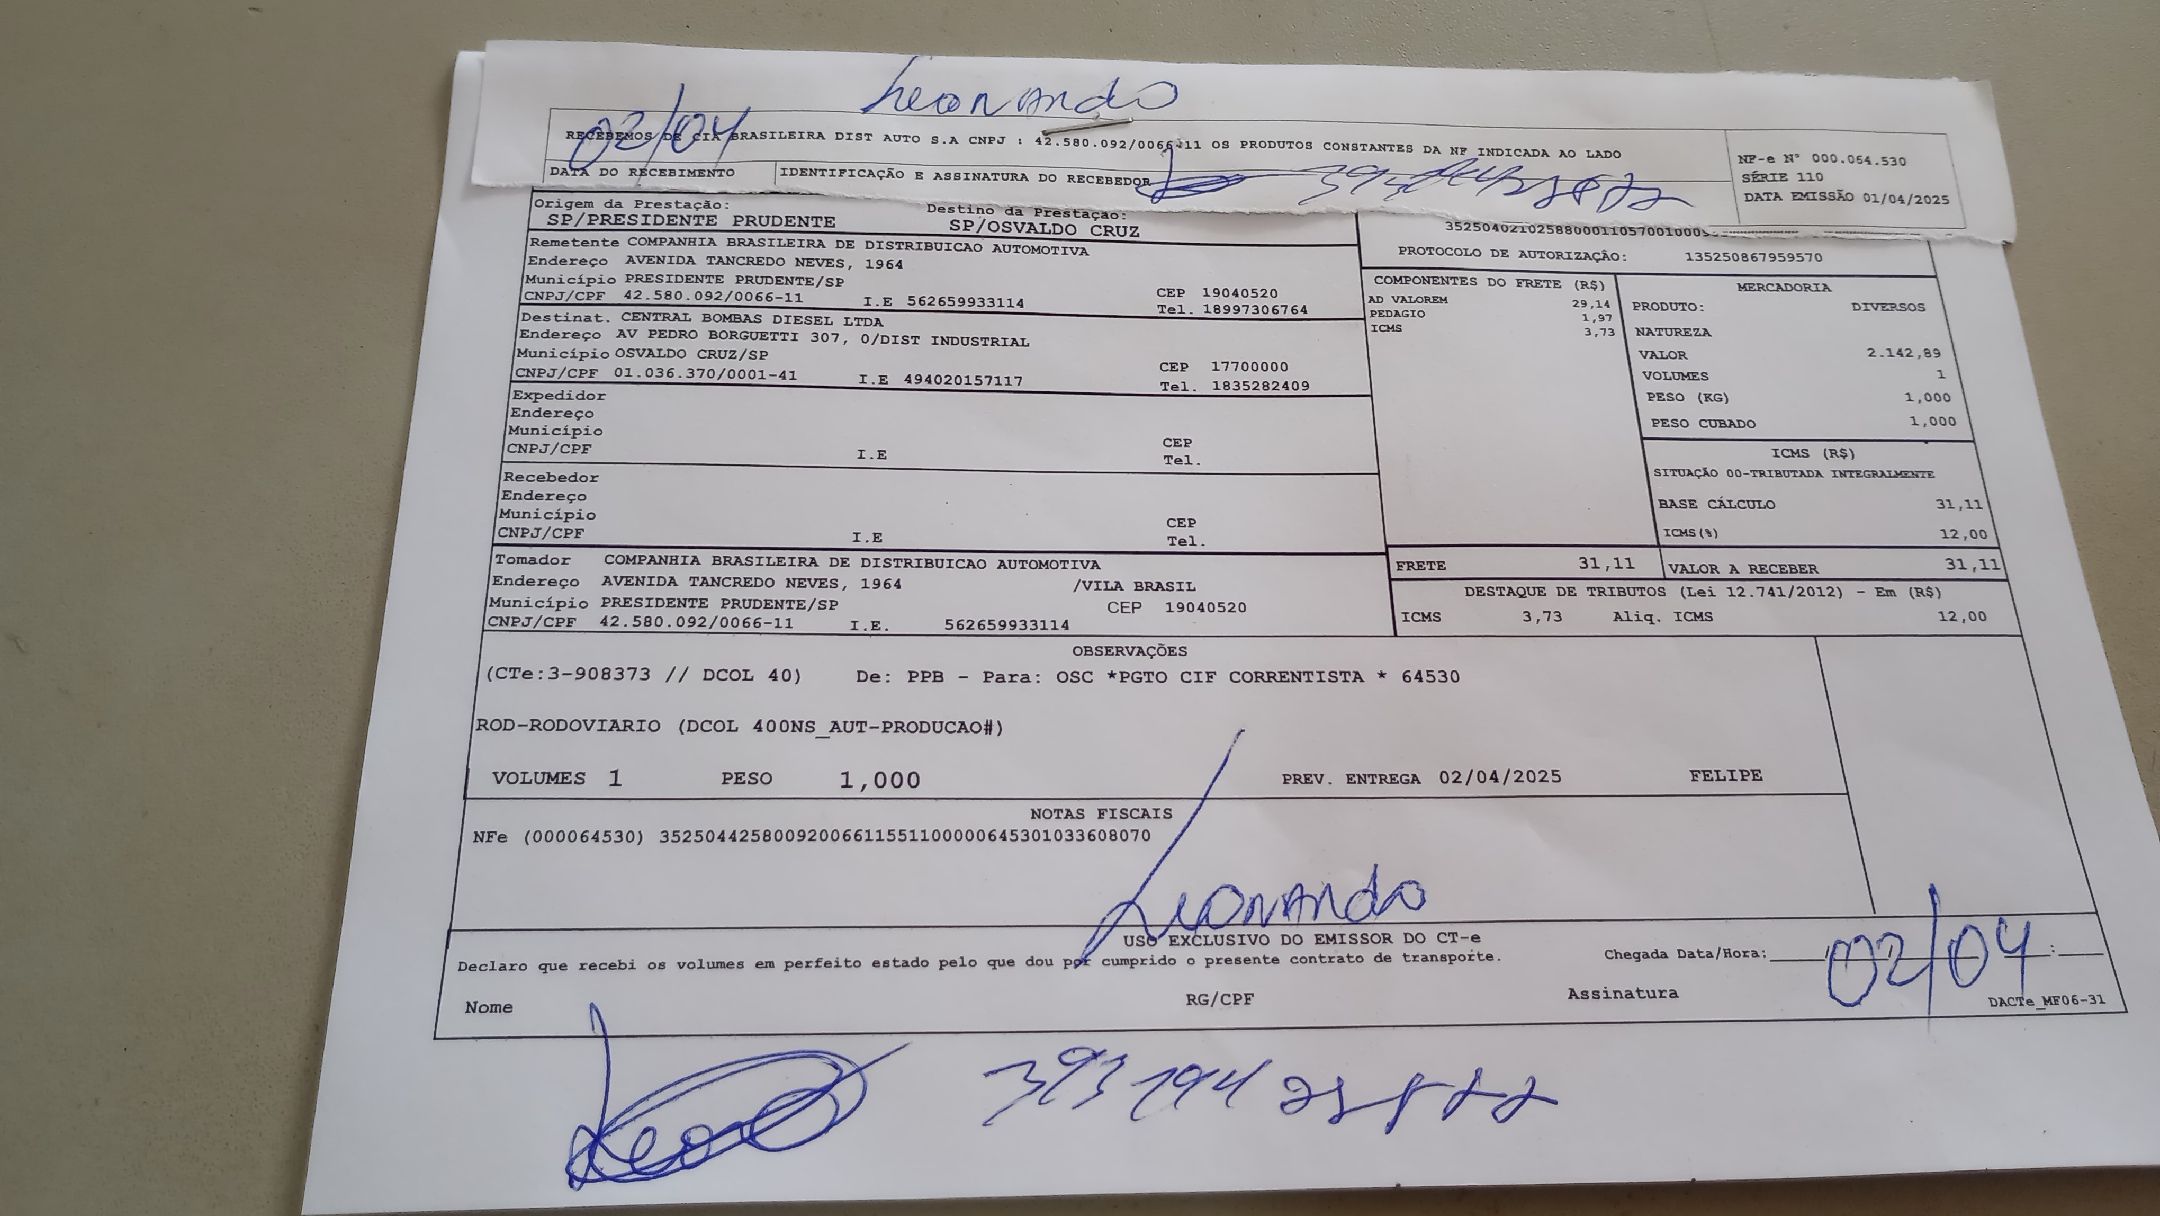 Leonando
02/04
RECEBEMOS DE CIA BRASILEIRA DIST AUTO S.A CNPJ : 42.580.092/0066-11 OS PRODUTOS CONSTANTES DA NF INDICADA AO LADO
DATA DO RECEBIMENTO IDENTIFICAÇÃO E ASSINATURA DO RECEBEDOR
NF-e N° 000.064.530
SÉRIE 110
DATA EMISSÃO 01/04/2025
Origem da Prestação: Destino da Prestação:
SP/PRESIDENTE PRUDENTE SP/OSVALDO CRUZ
Remetente COMPANHIA BRASILEIRA DE DISTRIBUICAO AUTOMOTIVA
Endereço AVENIDA TANCREDO NEVES, 1964
Município PRESIDENTE PRUDENTE/SP CEP 19040520
CNPJ/CPF 42.580.092/0066-11 I.E 562659933114 Tel. 18997306764
Destinat. CENTRAL BOMBAS DIESEL LTDA
Endereço AV PEDRO BORGUETTI 307, 0/DIST INDUSTRIAL
Município OSVALDO CRUZ/SP CEP 17700000
CNPJ/CPF 01.036.370/0001-41 I.E 494020157117 Tel. 1835282409
Expedidor
Endereço
Município CEP
CNPJ/CPF I.E Tel.
Recebedor
Endereço
Município CEP
CNPJ/CPF I.E Tel.
Tomador COMPANHIA BRASILEIRA DE DISTRIBUICAO AUTOMOTIVA
Endereço AVENIDA TANCREDO NEVES, 1964 /VILA BRASIL
Município PRESIDENTE PRUDENTE/SP CEP 19040520
CNPJ/CPF 42.580.092/0066-11 I.E. 562659933114
PROTOCOLO DE AUTORIZAÇÃO: 135250867959570
COMPONENTES DO FRETE (R$)
AD VALOREM 29,14
PEDAGIO 1,97
ICMS 3,73
MERCADORIA
PRODUTO: DIVERSOS
NATUREZA
VALOR 2.142,89
VOLUMES 1
PESO (KG) 1,000
PESO CUBADO 1,000
ICMS (R$)
SITUAÇÃO 00-TRIBUTADA INTEGRALMENTE
BASE CÁLCULO 31,11
ICMS(%) 12,00
FRETE 31,11 VALOR A RECEBER 31,11
DESTAQUE DE TRIBUTOS (Lei 12.741/2012) - Em (R$)
ICMS 3,73 Aliq. ICMS 12,00
OBSERVAÇÕES
(CTe:3-908373 // DCOL 40) De: PPB - Para: OSC *PGTO CIF CORRENTISTA * 64530
ROD-RODOVIARIO (DCOL 400NS_AUT-PRODUCAO#)
VOLUMES 1 PESO 1,000 PREV. ENTREGA 02/04/2025 FELIPE
NOTAS FISCAIS
NFe (000064530) 35250442580092006611551100000645301033608070
Leonando
USO EXCLUSIVO DO EMISSOR DO CT-e
Declaro que recebi os volumes em perfeito estado pelo que dou por cumprido o presente contrato de transporte.
Chegada Data/Hora: 02/04 :
Nome RG/CPF Assinatura
DACTe_MF06-31